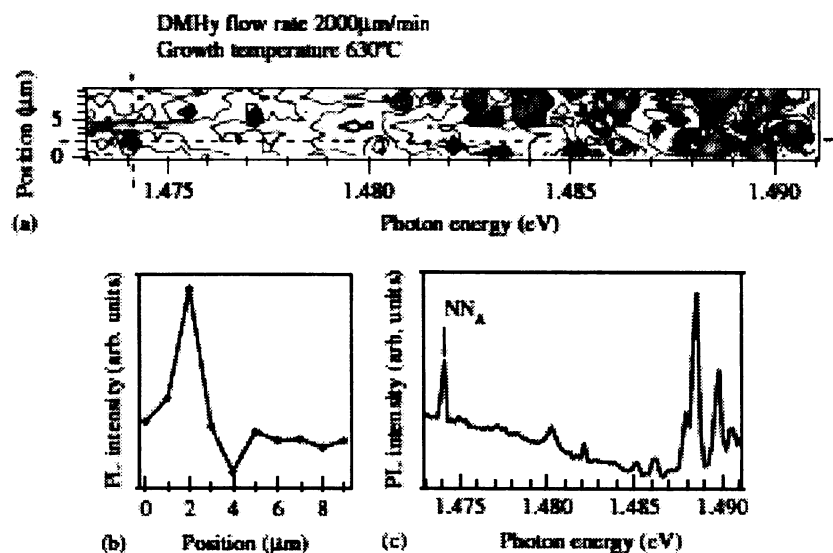 DMHy flow rate 2000μm/min
Growth temperature 630°C
Position (μm)
5
0
1.475 1.480 1.485 1.490
(a)
Photon energy (eV)
PL intensity (arb. units)
0 2 4 6 8
(b)
Position (μm)
PL intensity (arb. units)
NN_A
1.475 1.480 1.485 1.490
(c)
Photon energy (eV)